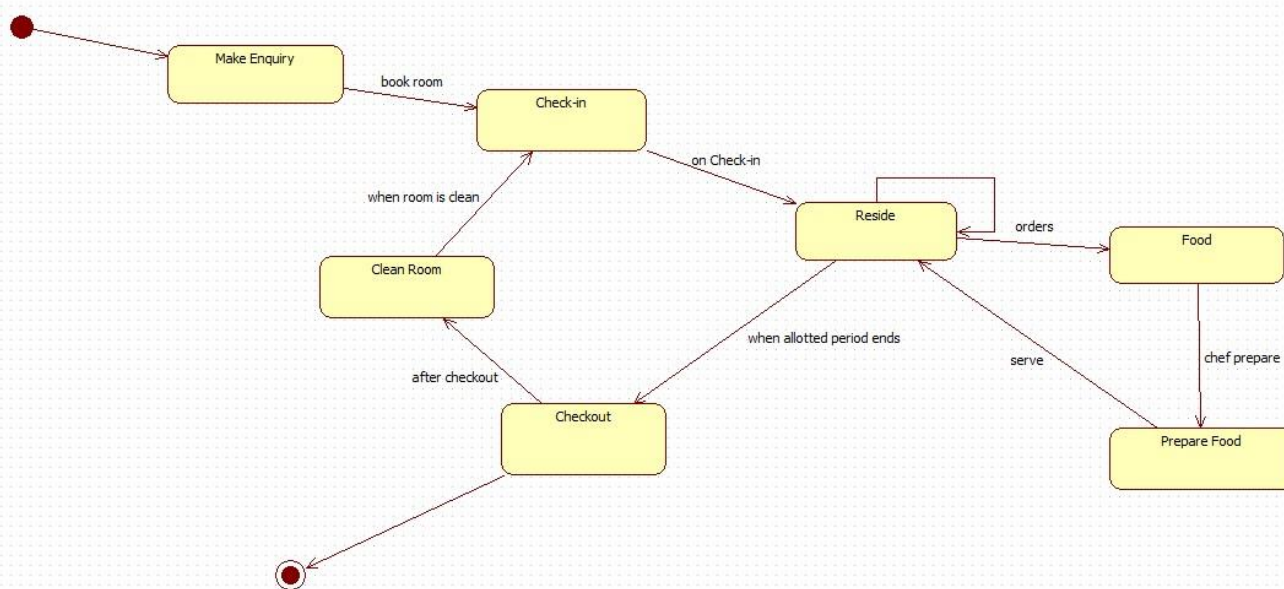 Make Enquiry
book room
Check-in
on Check-in
when room is clean
Reside
orders
Food
Clean Room
when allotted period ends
serve
chef prepare
after checkout
Checkout
Prepare Food